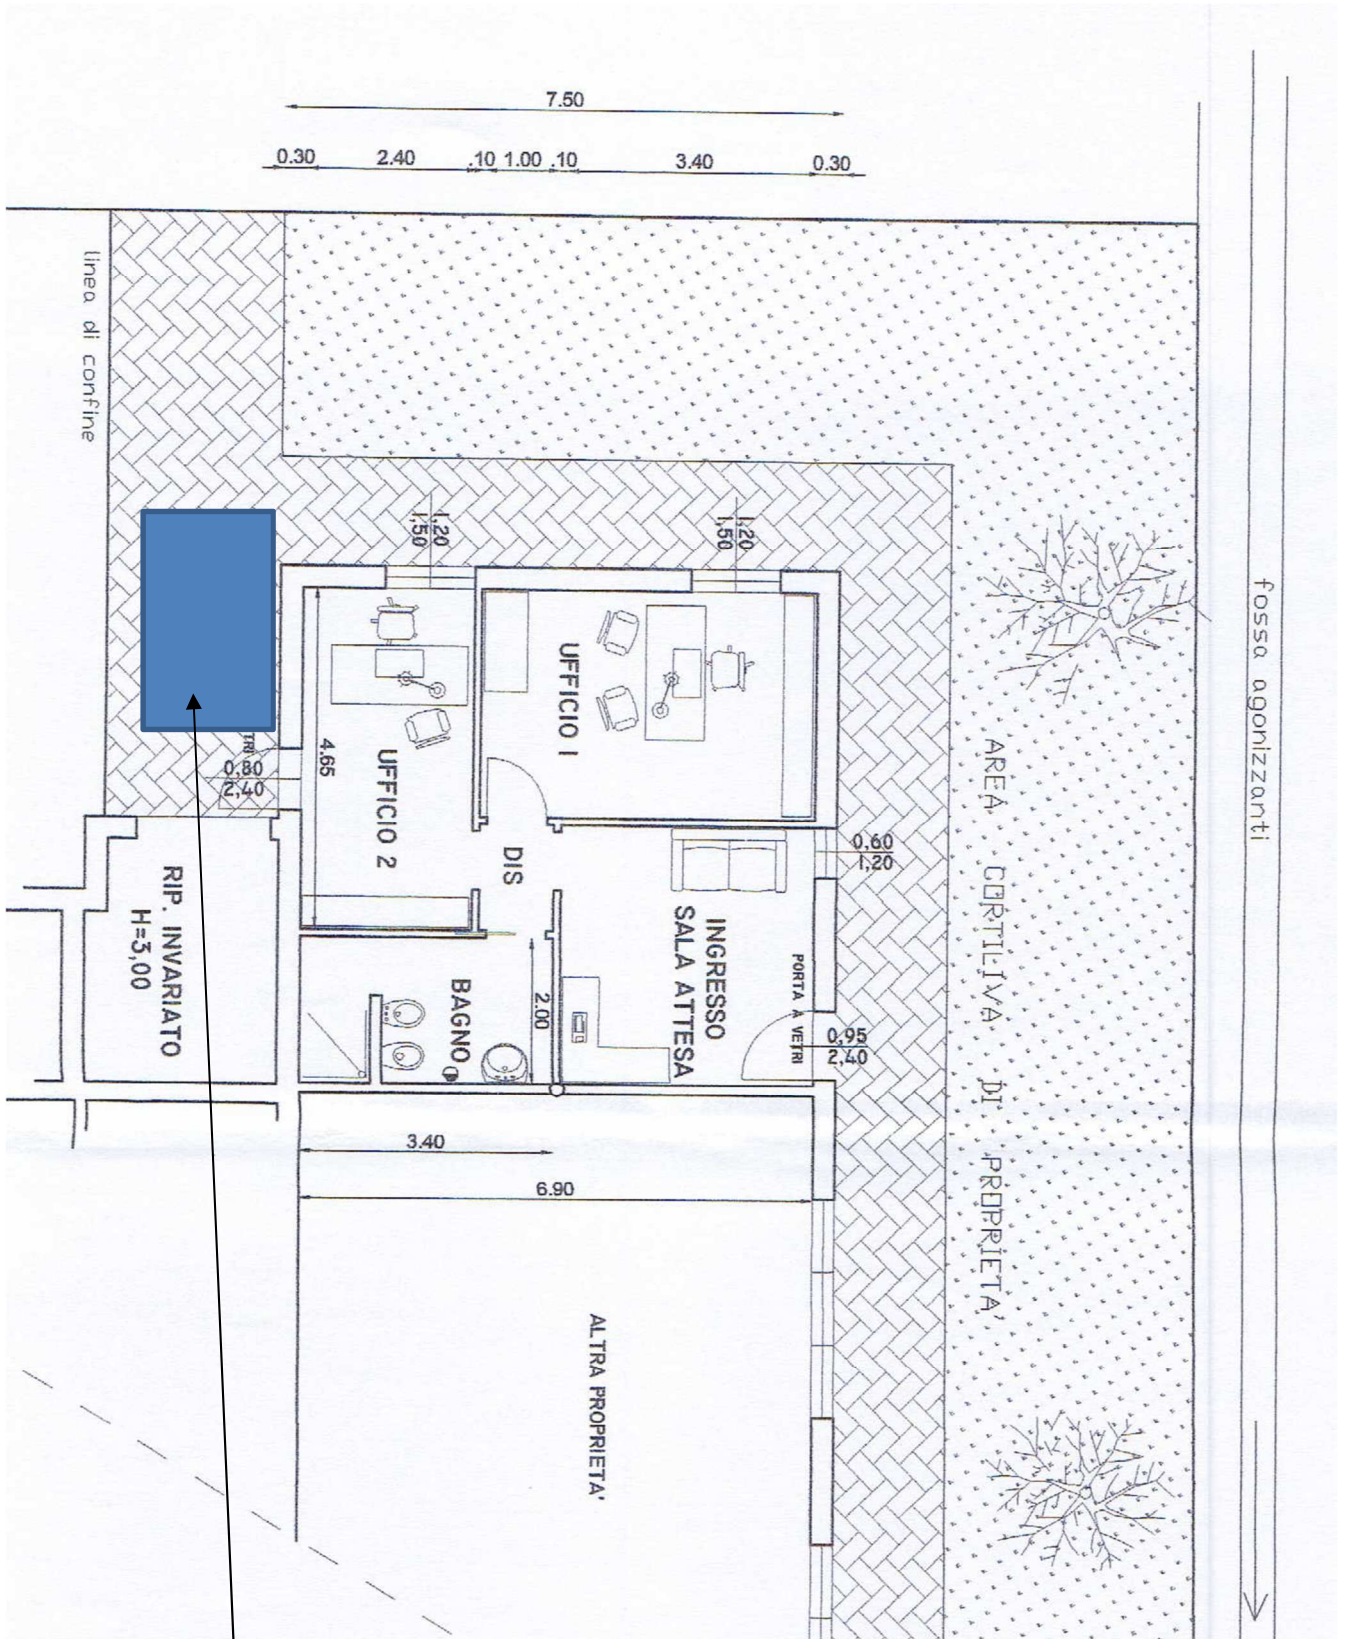 7.50
0.30 2.40 .10 1.00 .10 3.40 0.30
linea di confine
1,20
1,50
1,20
1,50
fossa agonizzanti
UFFICIO 1
UFFICIO 2
4.65
TRI
0,80
2,40
DIS
0,60
1,20
AREA CORTILIVA DI PROPRIETA'
RIP. INVARIATO
H=3,00
BAGNO
2.00
INGRESSO
SALA ATTESA
PORTA A VETRI
0,95
2,40
3.40
6.90
ALTRA PROPRIETA'